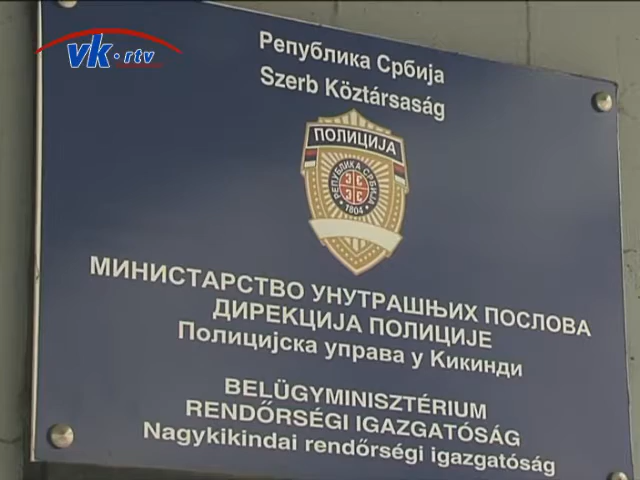 vk.rtv
Република Србија
Szerb Köztársaság
ПОЛИЦИЈА
РЕПУБЛИКА СРБИЈА
1804
МИНИСТАРСТВО УНУТРАШЊИХ ПОСЛОВА
ДИРЕКЦИЈА ПОЛИЦИЈЕ
Полицијска управа у Кикинди
BELÜGYMINISZTÉRIUM
RENDŐRSÉGI IGAZGATÓSÁG
Nagykikindai rendőrségi igazgatóság